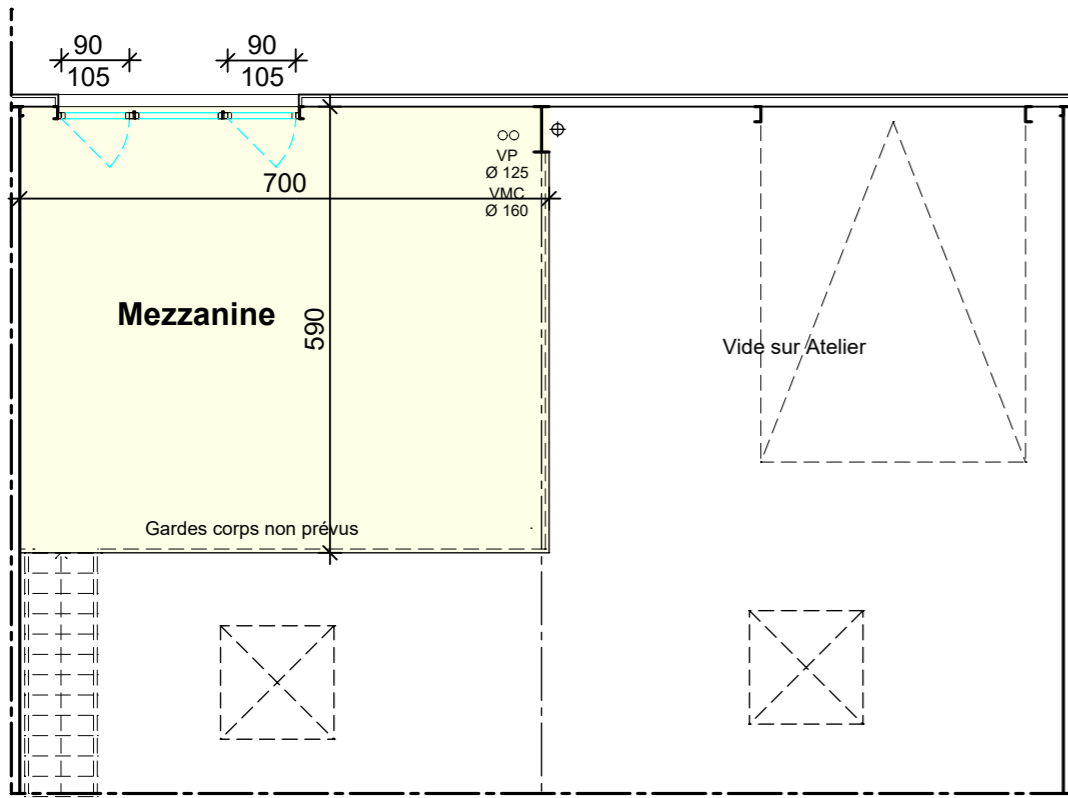 90
105
90
105
VP
Ø 125
VMC
Ø 160
700
590
Mezzanine
Vide sur Atelier
Gardes corps non prévus